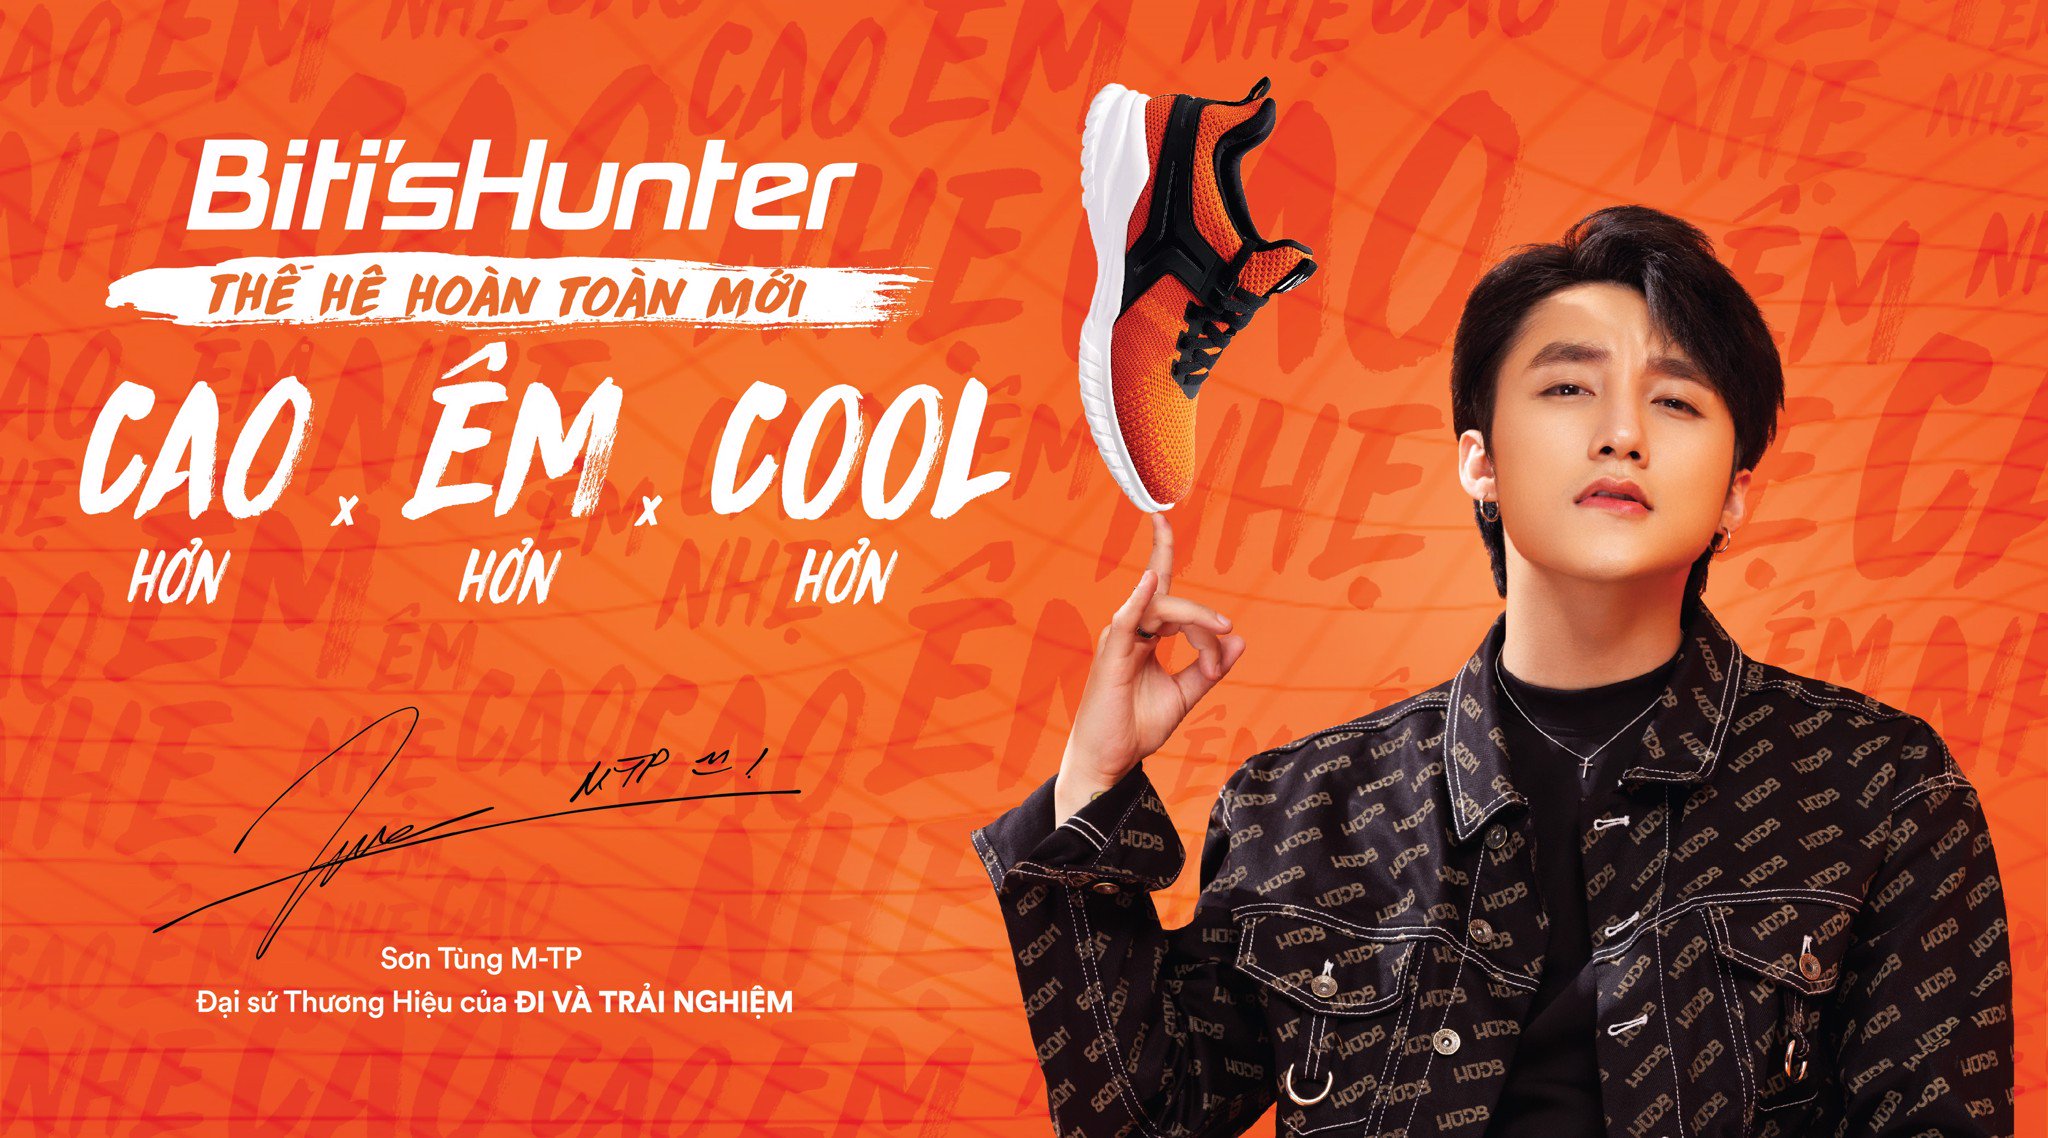 Biti'sHunter
THẾ HỆ HOÀN TOÀN MỚI
CAO x ÊM x COOL
HƠN HƠN HƠN
M-TP
Sơn Tùng M-TP
Đại sứ Thương Hiệu của ĐI VÀ TRẢI NGHIỆM